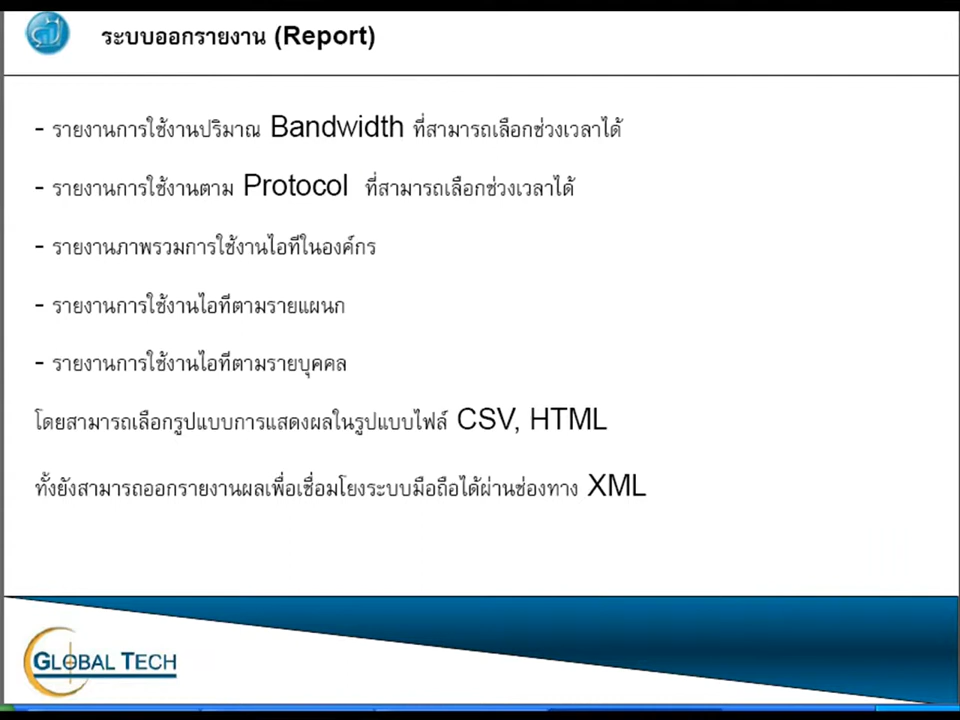 ระบบออกรายงาน (Report)
- รายงานการใช้งานปริมาณ Bandwidth ที่สามารถเลือกช่วงเวลาได้
- รายงานการใช้งานตาม Protocol ที่สามารถเลือกช่วงเวลาได้
- รายงานภาพรวมการใช้งานไอทีในองค์กร
- รายงานการใช้งานไอทีตามรายแผนก
- รายงานการใช้งานไอทีตามรายบุคคล
โดยสามารถเลือกรูปแบบการแสดงผลในรูปแบบไฟล์ CSV, HTML
ทั้งยังสามารถออกรายงานผลเพื่อเชื่อมโยงระบบมือถือได้ผ่านช่องทาง XML
GLOBAL TECH